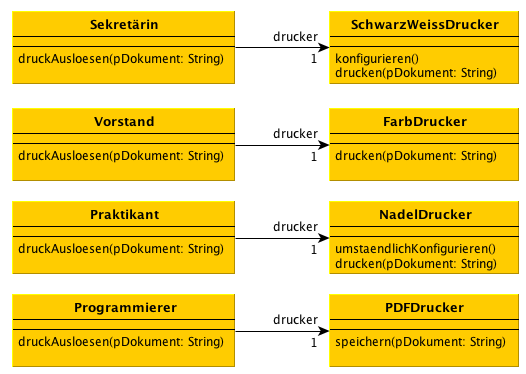 Sekretärin
druckAusloesen(pDokument: String)
drucker
1
SchwarzWeissDrucker
konfigurieren()
drucken(pDokument: String)
Vorstand
druckAusloesen(pDokument: String)
drucker
1
FarbDrucker
drucken(pDokument: String)
Praktikant
druckAusloesen(pDokument: String)
drucker
1
NadelDrucker
umstaendlichKonfigurieren()
drucken(pDokument: String)
Programmierer
druckAusloesen(pDokument: String)
drucker
1
PDFDrucker
speichern(pDokument: String)